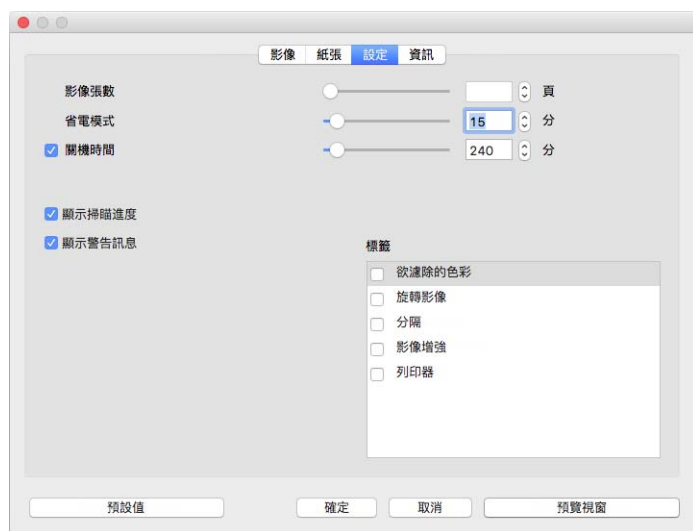 影像 紙張 設定 資訊
影像張數 頁
省電模式 15 分
關機時間 240 分
顯示掃瞄進度
顯示警告訊息
標籤
欲濾除的色彩
旋轉影像
分隔
影像增強
列印器
預設值 確定 取消 預覽視窗